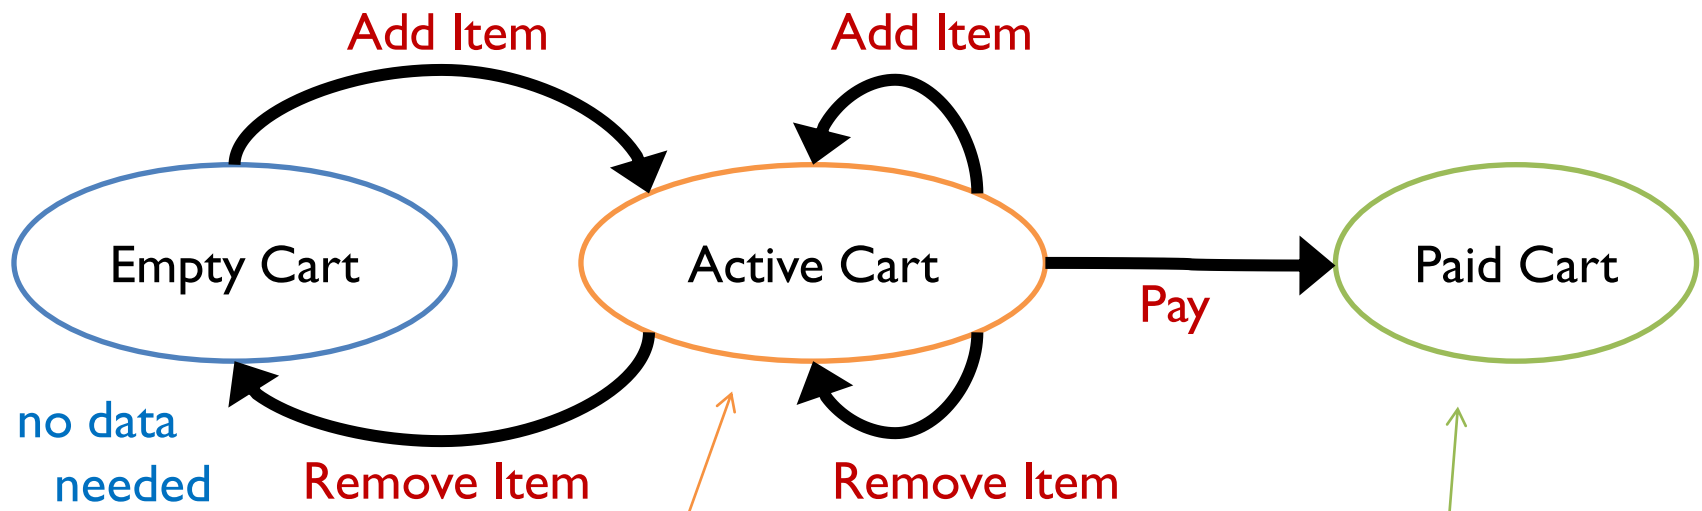 Add Item
Add Item
Empty Cart
Active Cart
Paid Cart
Pay
no data
needed
Remove Item
Remove Item